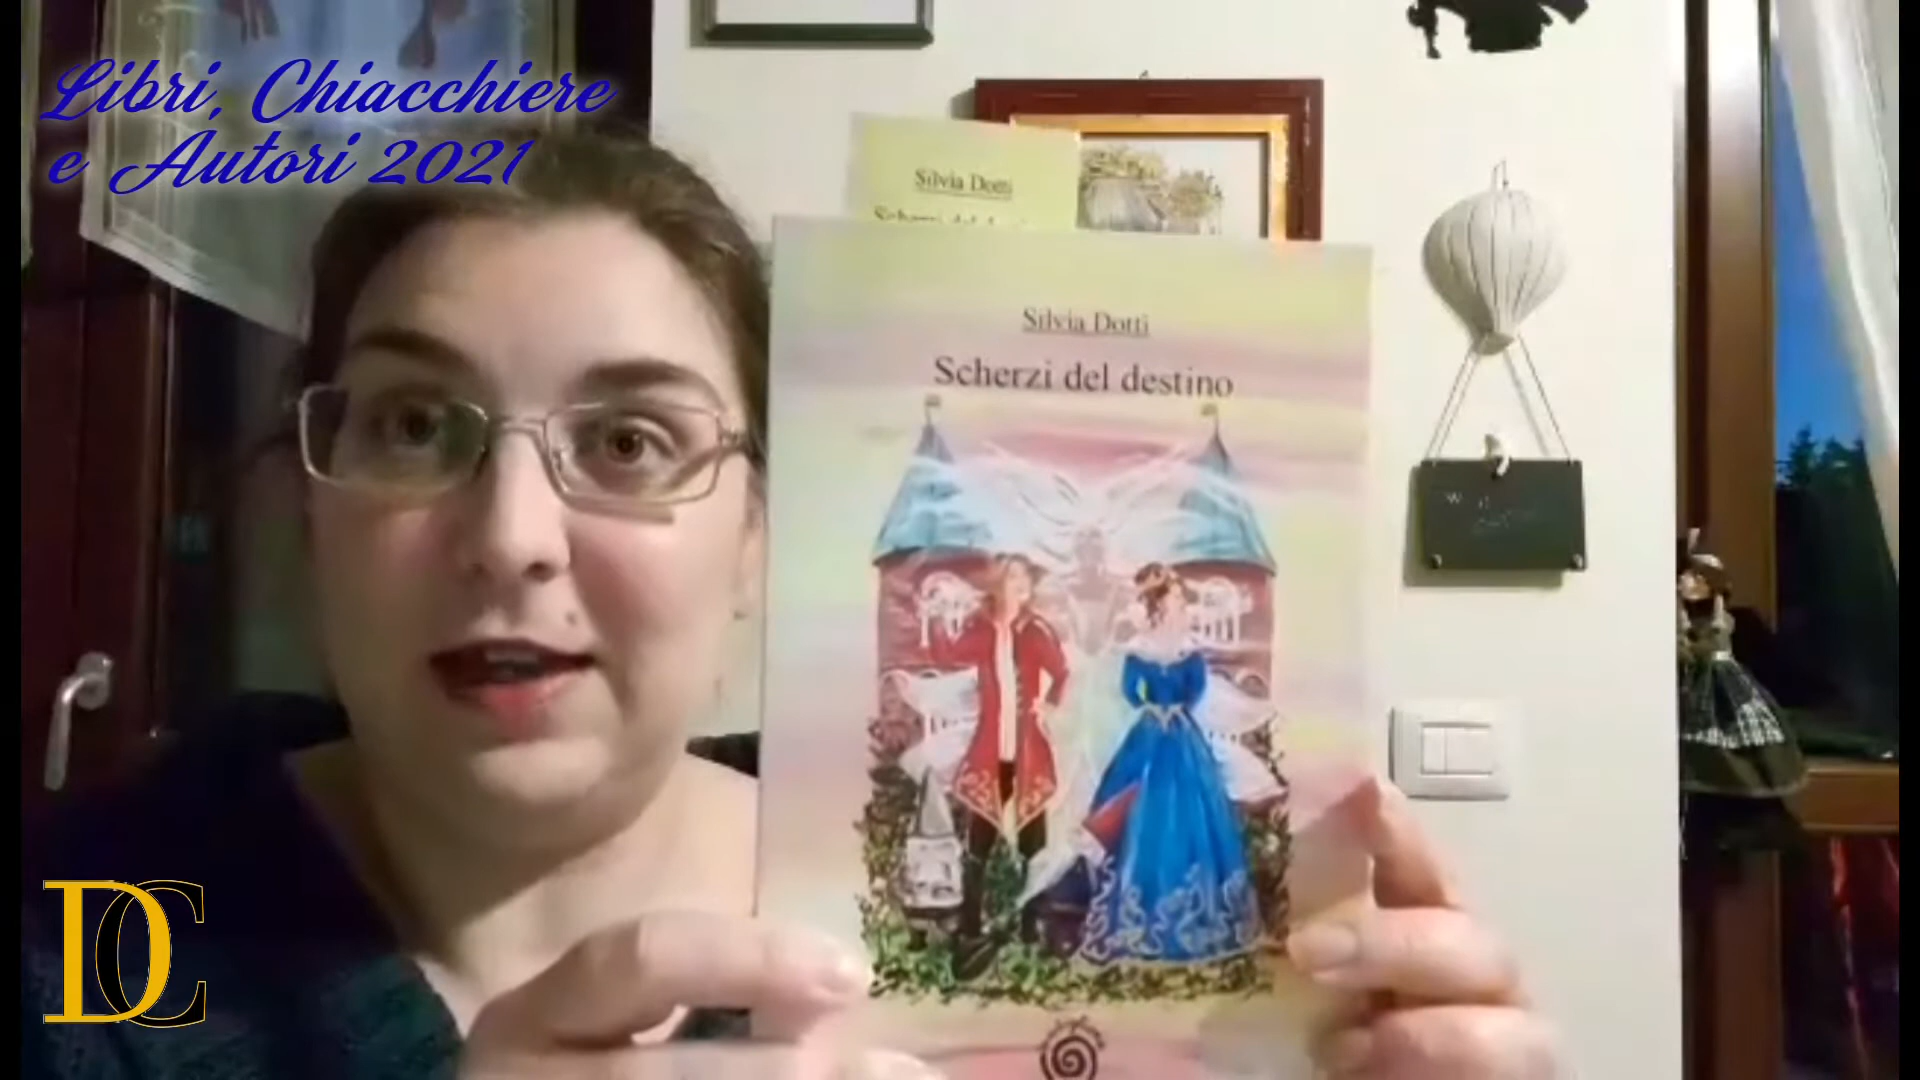 Libri, Chiacchiere
e Autori 2021
Silvia Dotti
Silvia Dotti
Scherzi del destino
DC